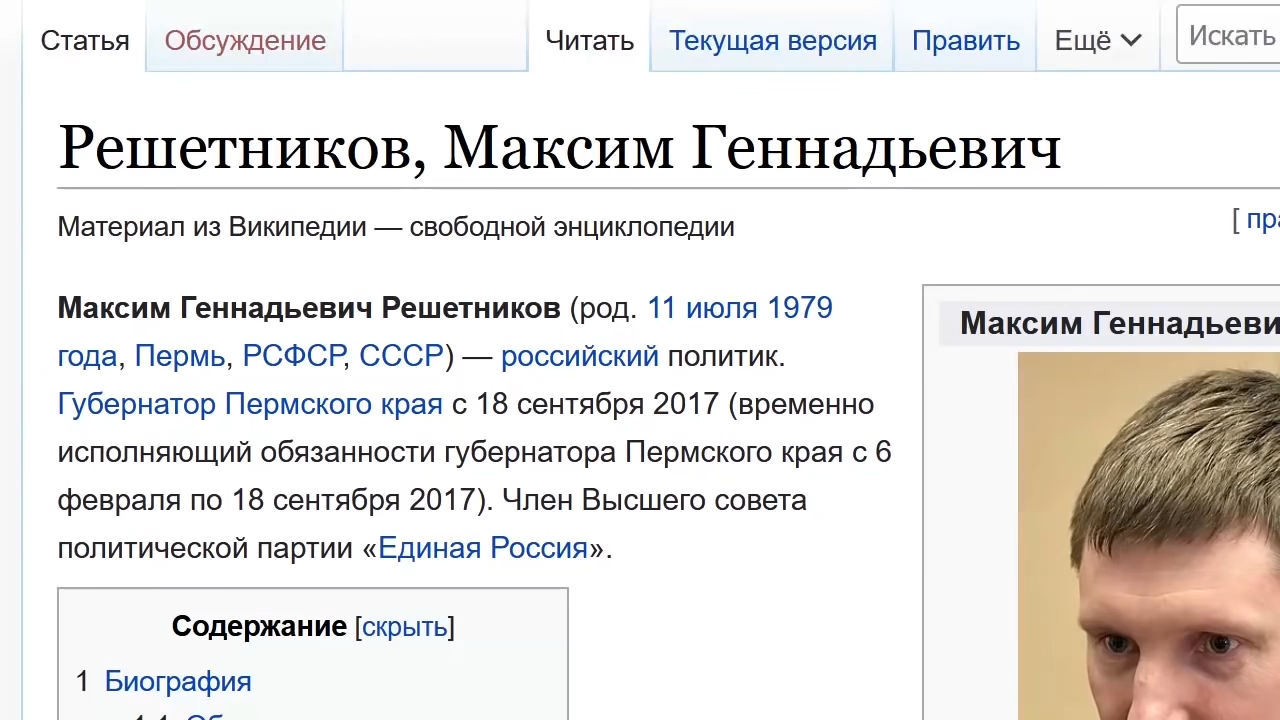 Статья Обсуждение Читать Текущая версия Править Ещё Искать
Решетников, Максим Геннадьевич
Материал из Википедии — свободной энциклопедии
[ пра
Максим Геннадьевич Решетников (род. 11 июля 1979
года, Пермь, РСФСР, СССР) — российский политик.
Губернатор Пермского края с 18 сентября 2017 (временно
исполняющий обязанности губернатора Пермского края с 6
февраля по 18 сентября 2017). Член Высшего совета
политической партии «Единая Россия».
Максим Геннадьеви
Содержание [скрыть]
1 Биография